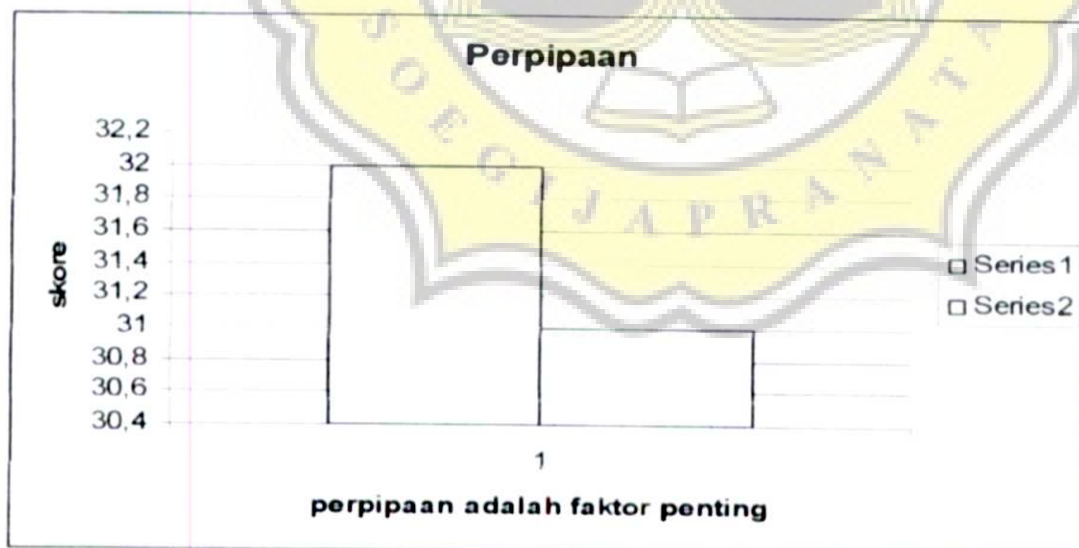 Perpipaan
SOEGIJAPRANATA
32,2
32
31,8
31,6
31,4
31,2
31
30,8
30,6
30,4
skore
Series1
Series2
1
perpipaan adalah faktor penting